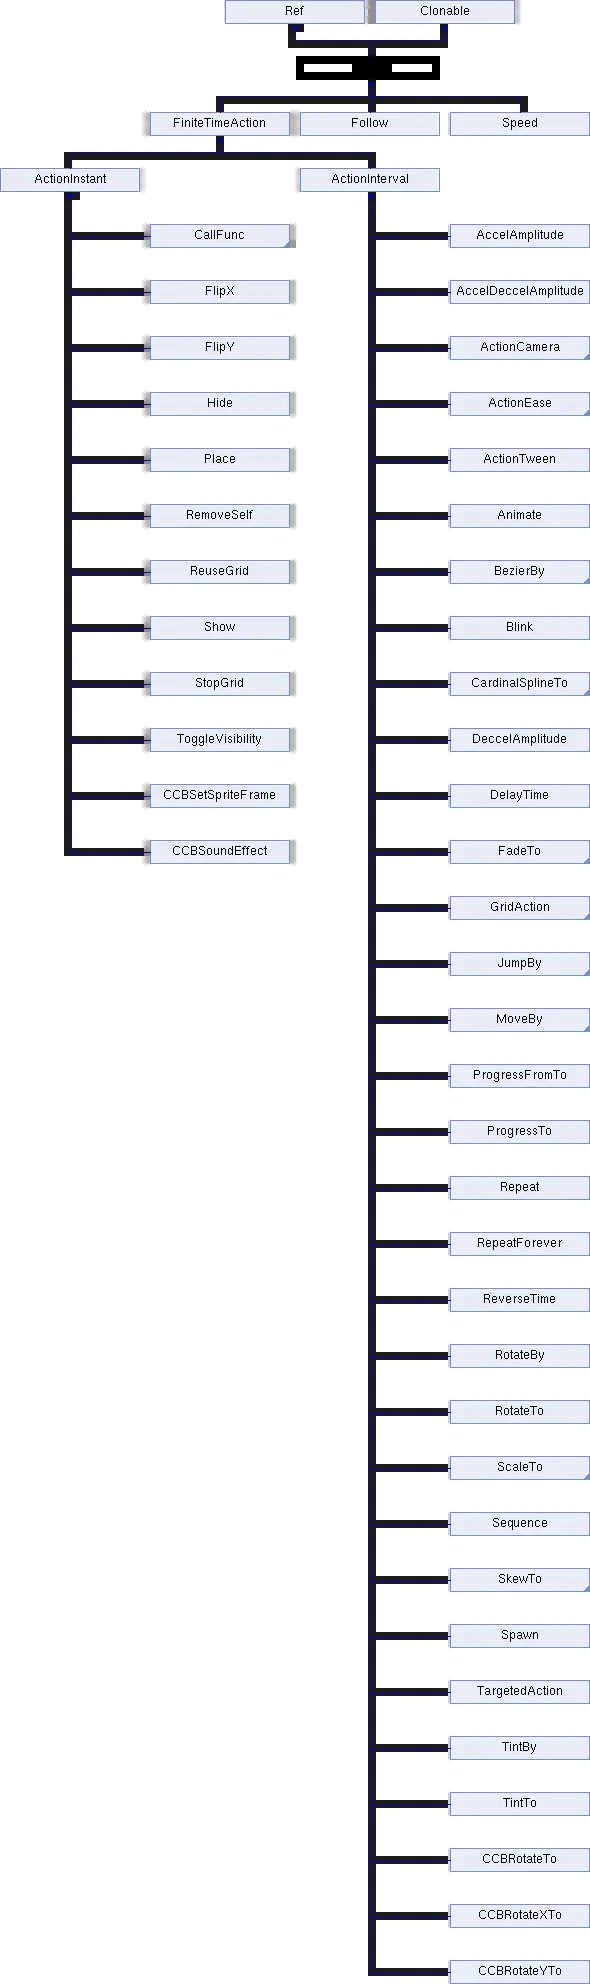 Ref
Clonable
FiniteTimeAction
Follow
Speed
ActionInstant
ActionInterval
CallFunc
AccelAmplitude
FlipX
AccelDeccelAmplitude
FlipY
ActionCamera
Hide
ActionEase
Place
ActionTween
RemoveSelf
Animate
ReuseGrid
BezierBy
Show
Blink
StopGrid
CardinalSplineTo
ToggleVisibility
DeccelAmplitude
CCBSetSpriteFrame
DelayTime
CCBSoundEffect
FadeTo
GridAction
JumpBy
MoveBy
ProgressFromTo
ProgressTo
Repeat
RepeatForever
ReverseTime
RotateBy
RotateTo
ScaleTo
Sequence
SkewTo
Spawn
TargetedAction
TintBy
TintTo
CCBRotateTo
CCBRotateXTo
CCBRotateYTo